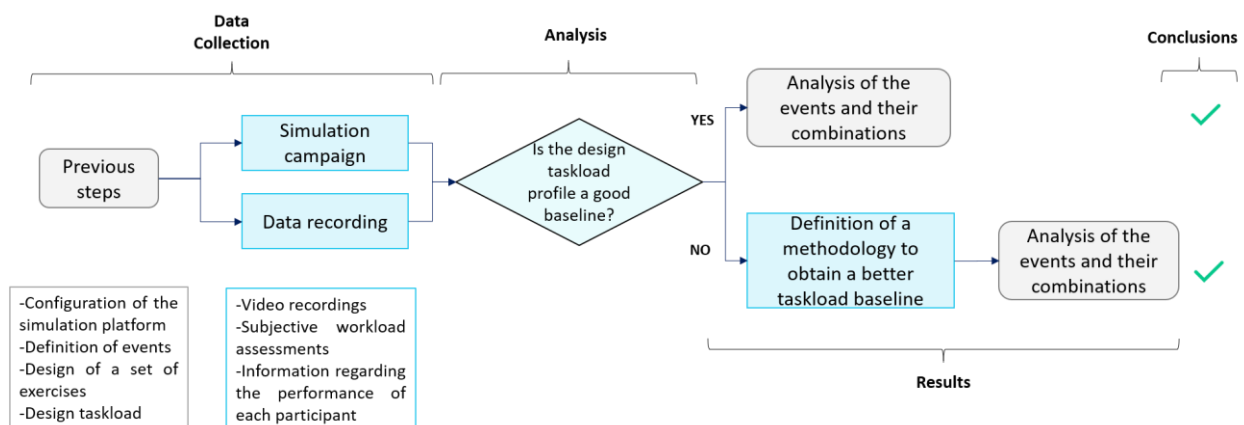 Data
Collection
Analysis
Conclusions
Previous
steps
Simulation
campaign
Data recording
Is the design
taskload
profile a good
baseline?
YES
Analysis of the
events and their
combinations
NO
Definition of a
methodology to
obtain a better
taskload baseline
Analysis of the
events and their
combinations
-Configuration of the
simulation platform
-Definition of events
-Design of a set of
exercises
-Design taskload
-Video recordings
-Subjective workload
assessments
-Information regarding
the performance of
each participant
Results